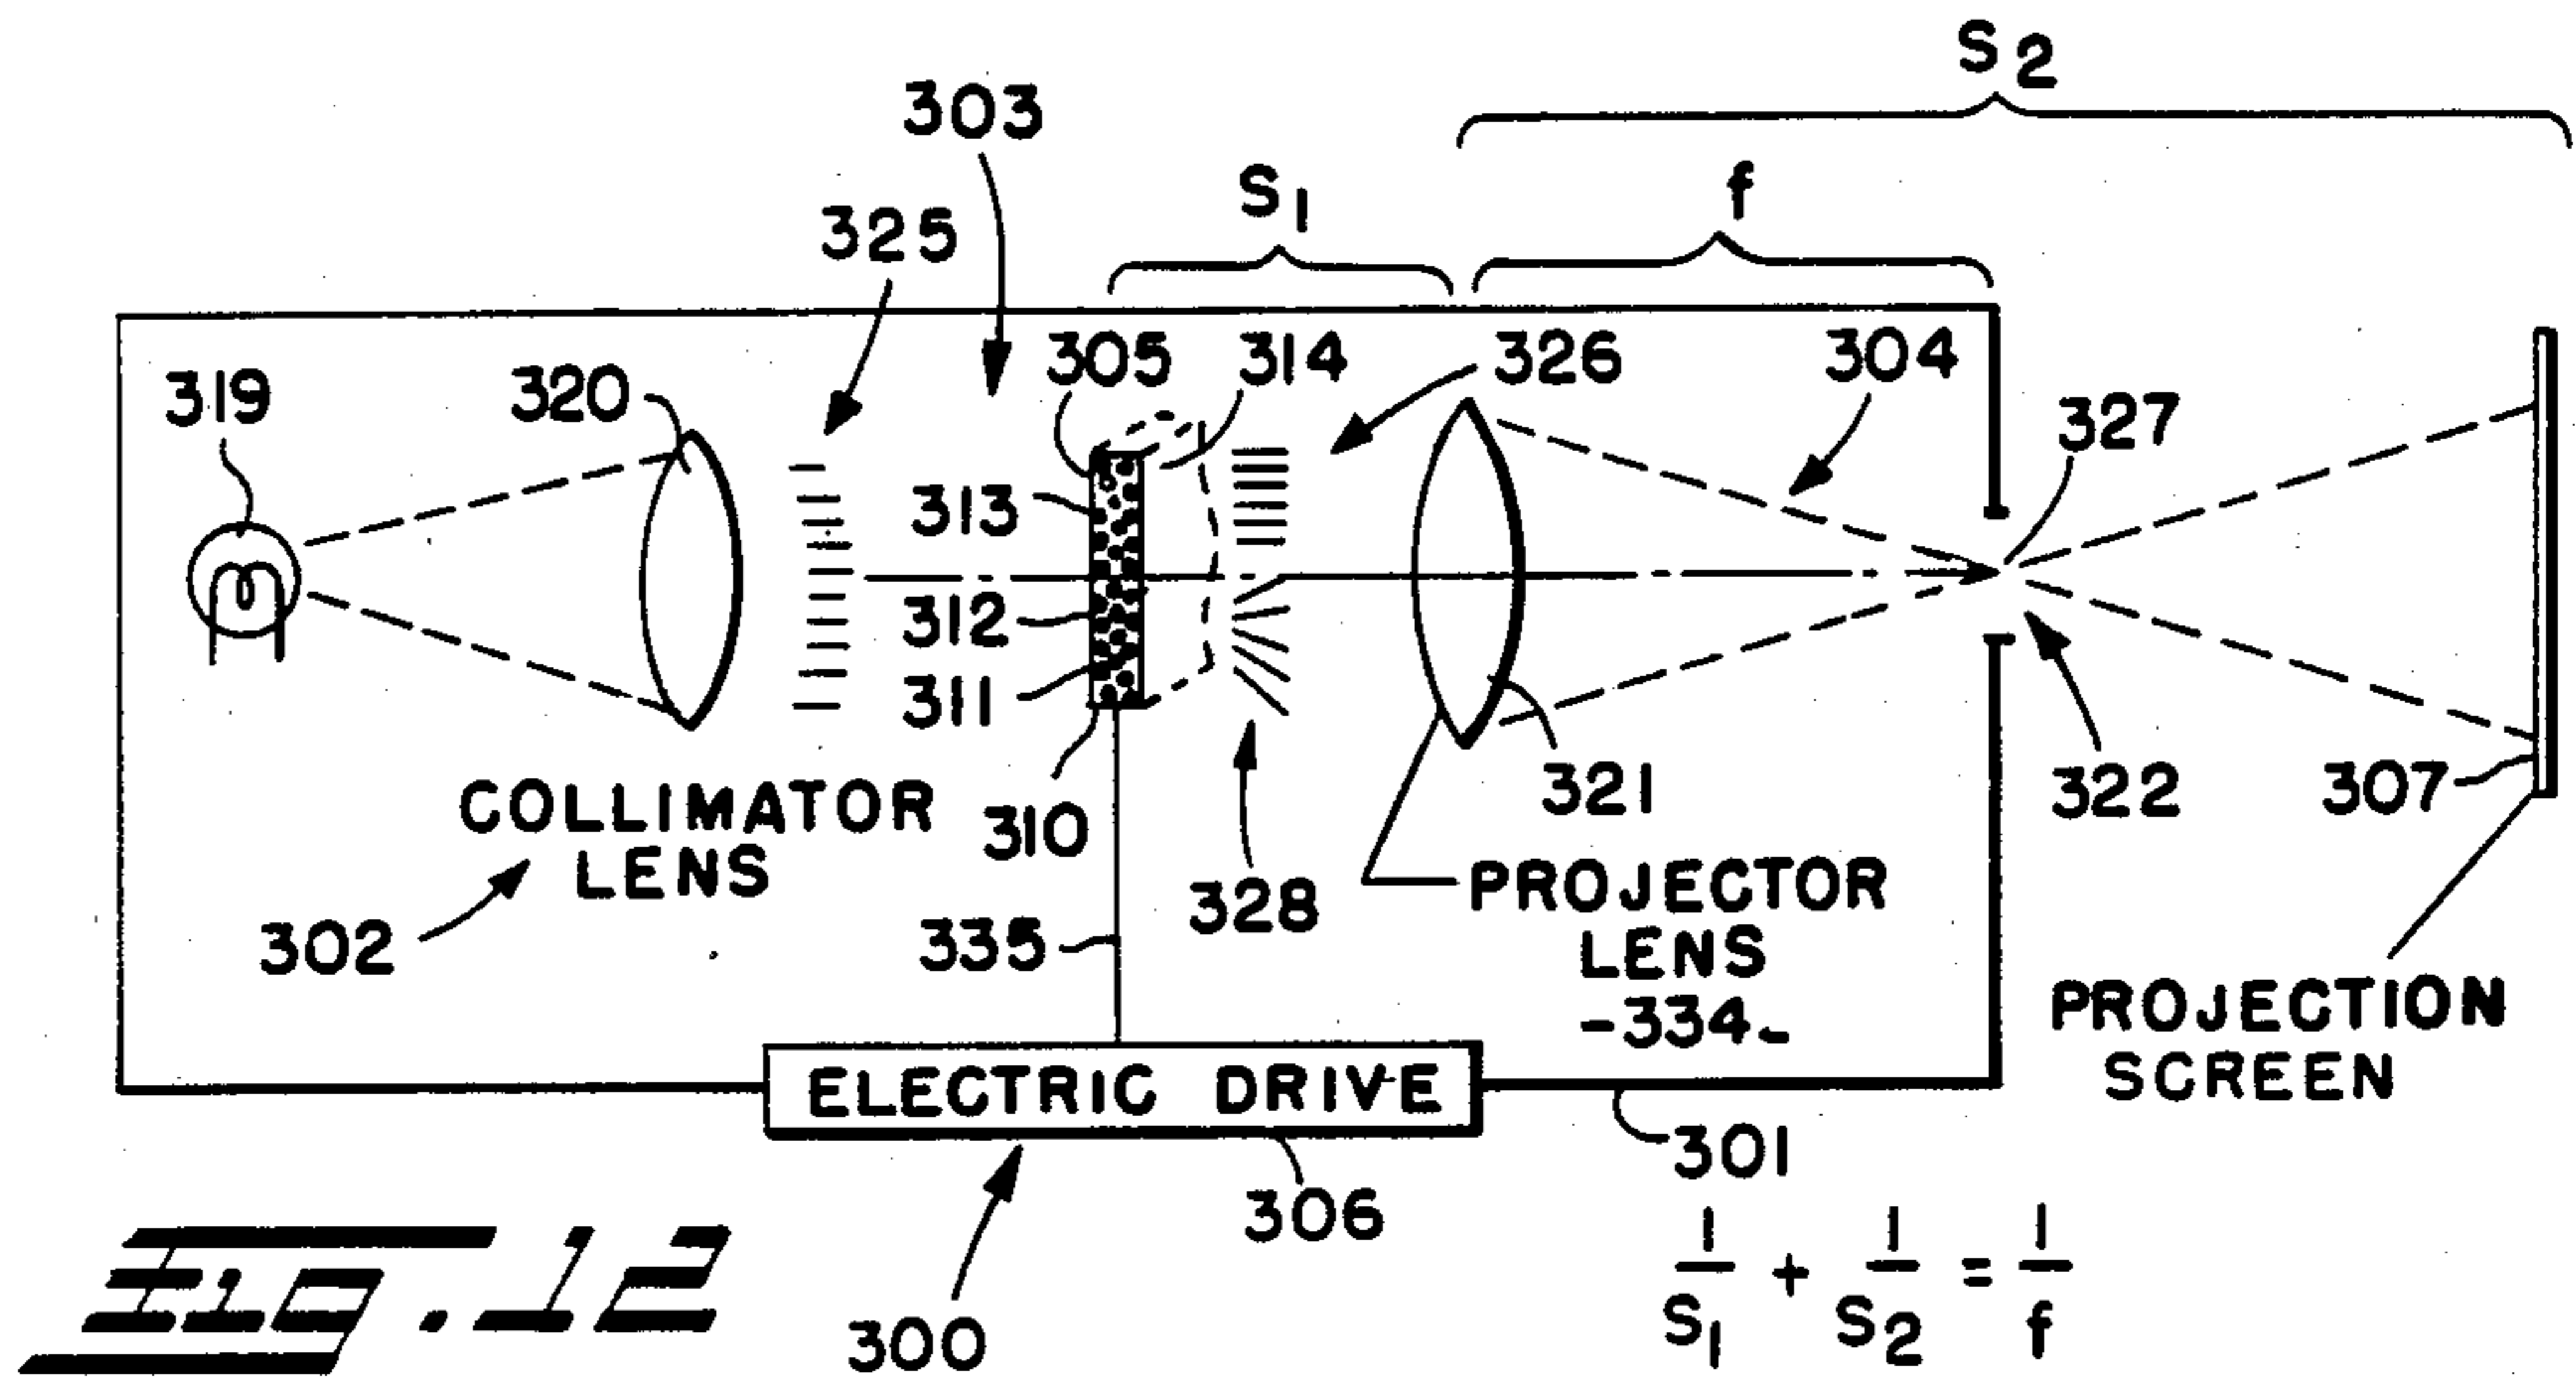 S2
303
S1
f
325
305
314
326
304
319
320
327
313
312
311
321
322
307
COLLIMATOR
LENS
310
328
PROJECTOR
LENS
-334-
302
335
PROJECTION
SCREEN
ELECTRIC DRIVE
301
306
300
FIG.12
1/S1 + 1/S2 = 1/f